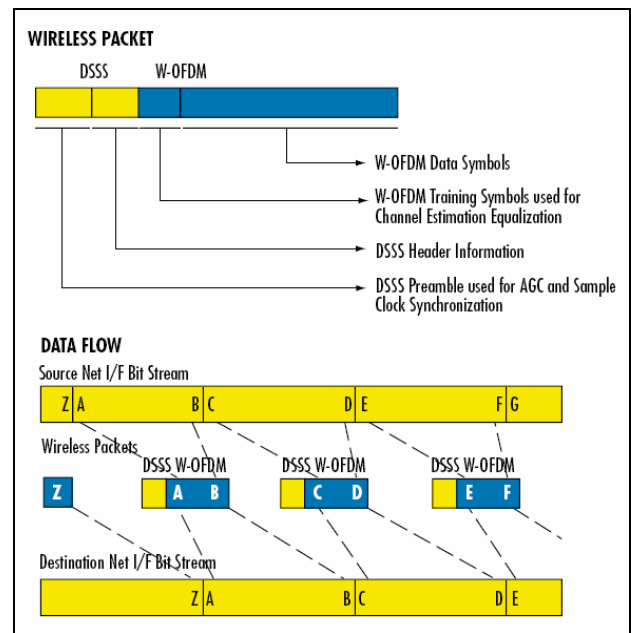 WIRELESS PACKET
DSSS W-OFDM
W-OFDM Data Symbols
W-OFDM Training Symbols used for
Channel Estimation Equalization
DSSS Header Information
DSSS Preamble used for AGC and Sample
Clock Synchronization
DATA FLOW
Source Net I/F Bit Stream
Z A B C D E F G
Wireless Packets
DSSS W-OFDM DSSS W-OFDM DSSS W-OFDM
Z A B C D E F
Destination Net I/F Bit Stream
Z A B C D E